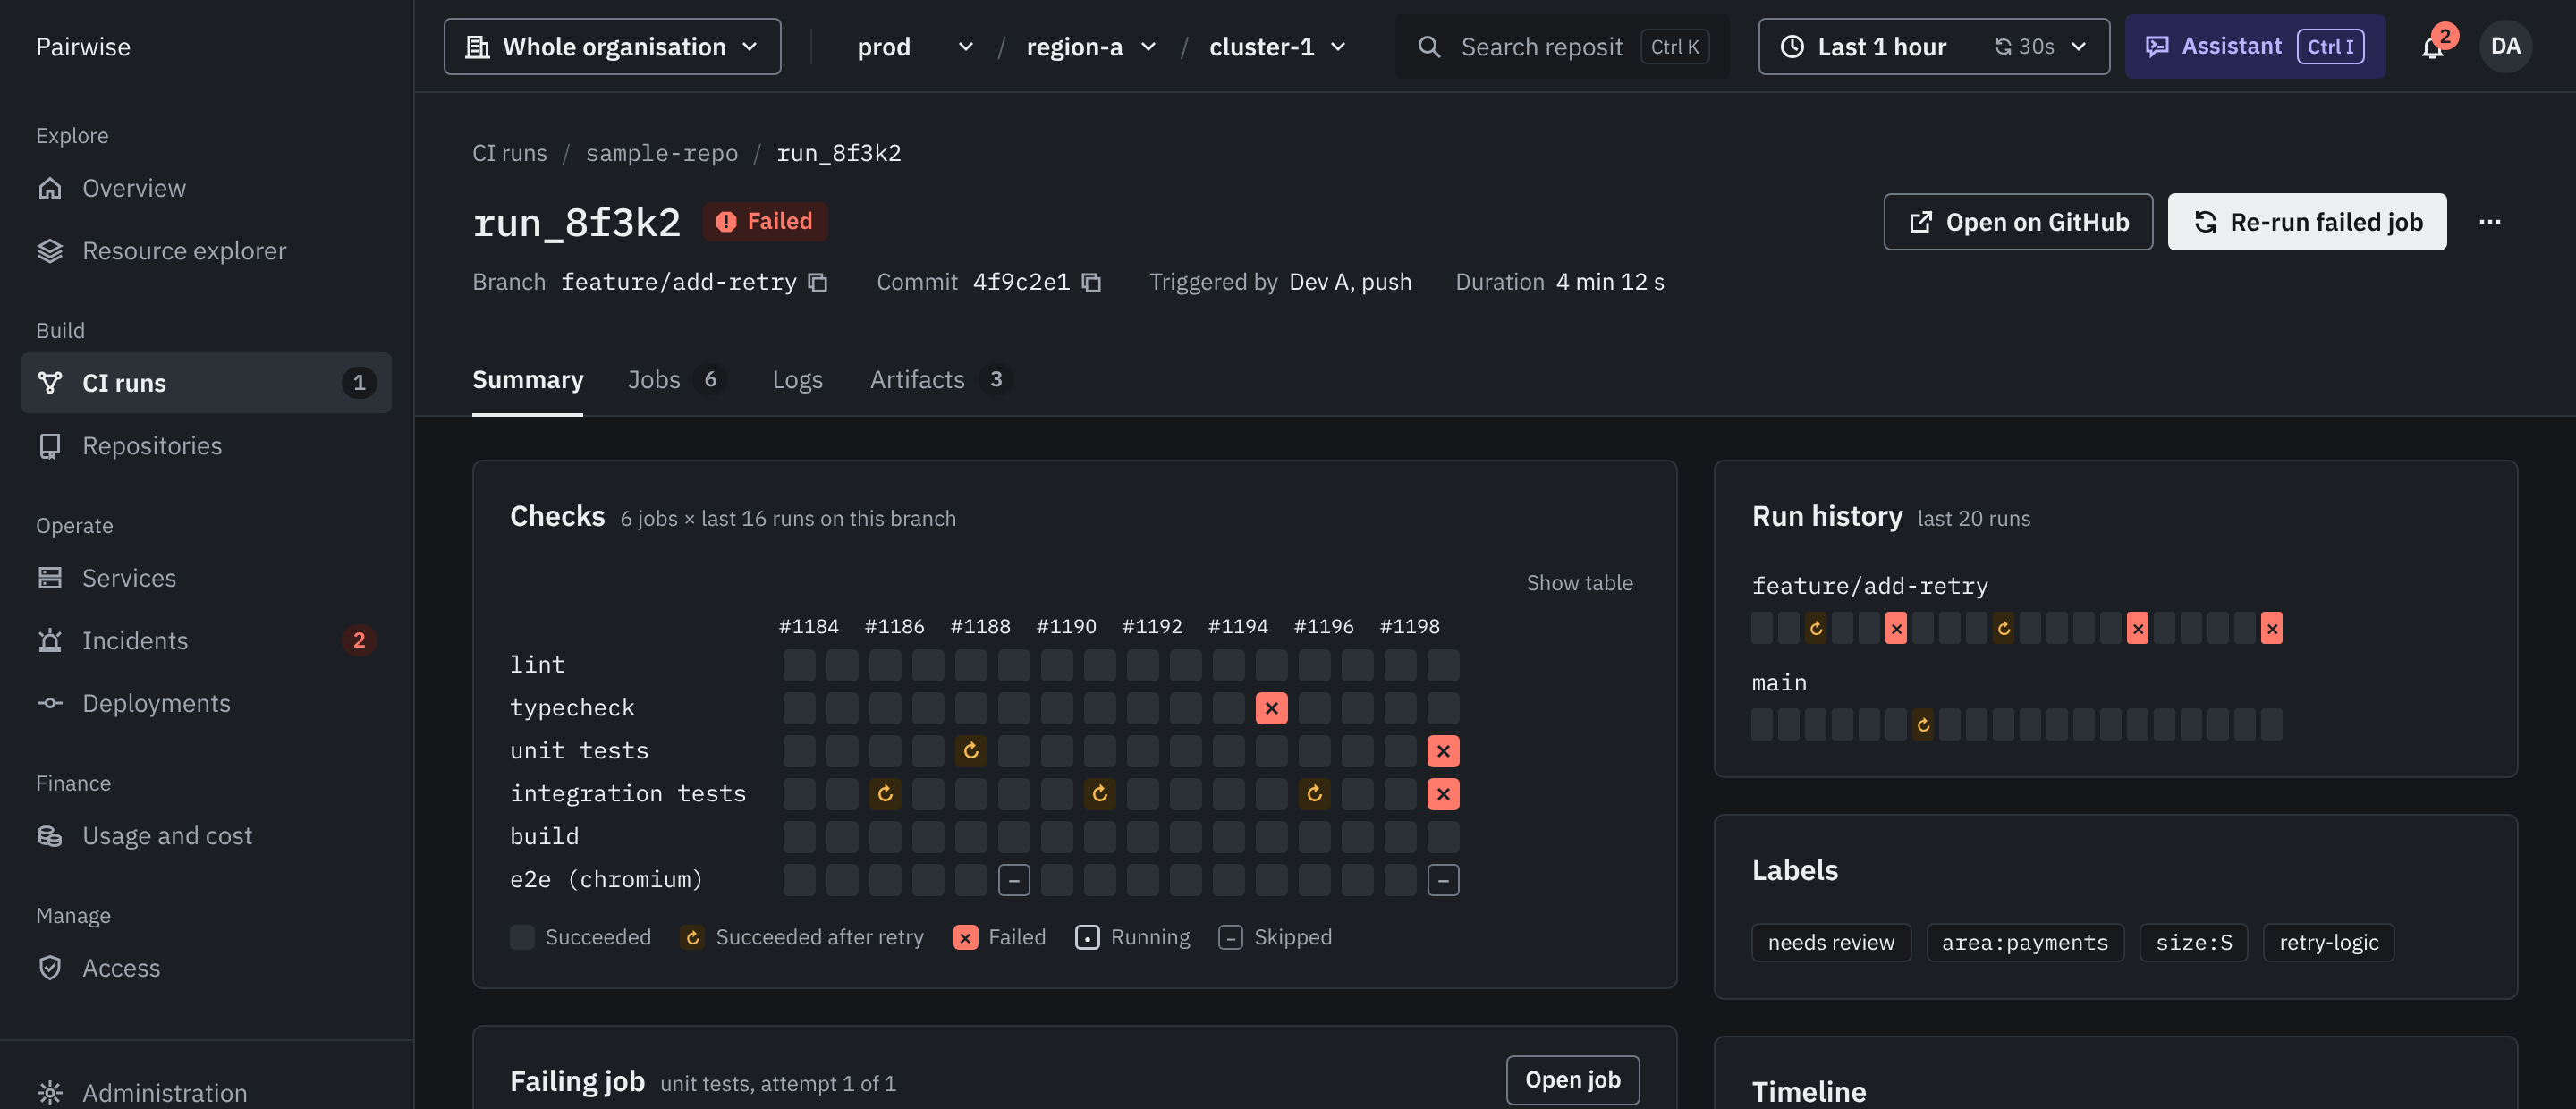 Pairwise
Explore
Overview
Resource explorer
Build
CI runs 1
Repositories
Operate
Services
Incidents 2
Deployments
Finance
Usage and cost
Manage
Access
Administration
Whole organisation prod / region-a / cluster-1 Search reposit Ctrl K Last 1 hour 30s Assistant Ctrl I 2 DA
CI runs / sample-repo / run_8f3k2
run_8f3k2 Failed Open on GitHub Re-run failed job
Branch feature/add-retry Commit 4f9c2e1 Triggered by Dev A, push Duration 4 min 12 s
Summary Jobs 6 Logs Artifacts 3
Checks 6 jobs × last 16 runs on this branch
Show table
#1184 #1186 #1188 #1190 #1192 #1194 #1196 #1198
lint
typecheck
unit tests
integration tests
build
e2e (chromium)
Succeeded Succeeded after retry Failed Running Skipped
Failing job unit tests, attempt 1 of 1 Open job
Run history last 20 runs
feature/add-retry
main
Labels
needs review area:payments size:S retry-logic
Timeline